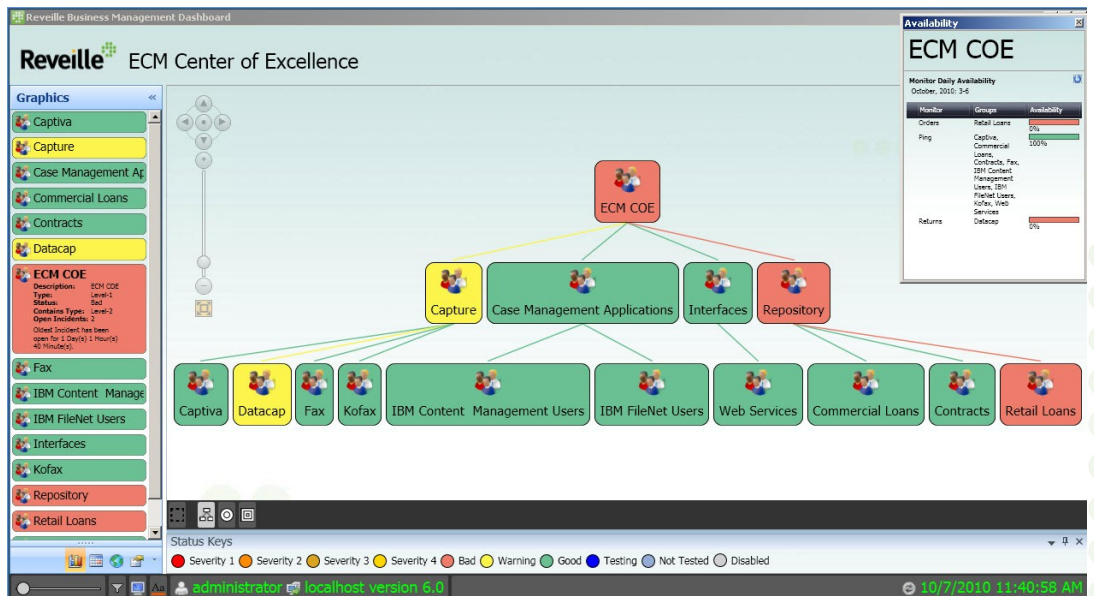 Reveille Business Management Dashboard
Reveille ECM Center of Excellence
Graphics
Captiva
Capture
Case Management Ap
Commercial Loans
Contracts
Datacap
ECM COE
Description: ECM COE
Type: Level-1
Status: Bad
Contains Type: Level-2
Open Incidents: 2
Oldest Incident has been
open for 1 Day(s) 1 Hour(s)
40 Minute(s).
Fax
IBM Content Manage
IBM FileNet Users
Interfaces
Kofax
Repository
Retail Loans
ECM COE
Capture
Case Management Applications
Interfaces
Repository
Captiva
Datacap
Fax
Kofax
IBM Content Management Users
IBM FileNet Users
Web Services
Commercial Loans
Contracts
Retail Loans
Availability
ECM COE
Monitor Daily Availability
October, 2010: 3-6
Monitor Groups Availability
Orders Retail Loans 0%
Ping Captiva, 100%
Commercial
Loans,
Contracts, Fax,
IBM Content
Management
Users, IBM
FileNet Users,
Kofax, Web
Services
Returns Datacap 0%
Status Keys
Severity 1 Severity 2 Severity 3 Severity 4 Bad Warning Good Testing Not Tested Disabled
Aa administrator localhost version 6.0 10/7/2010 11:40:58 AM